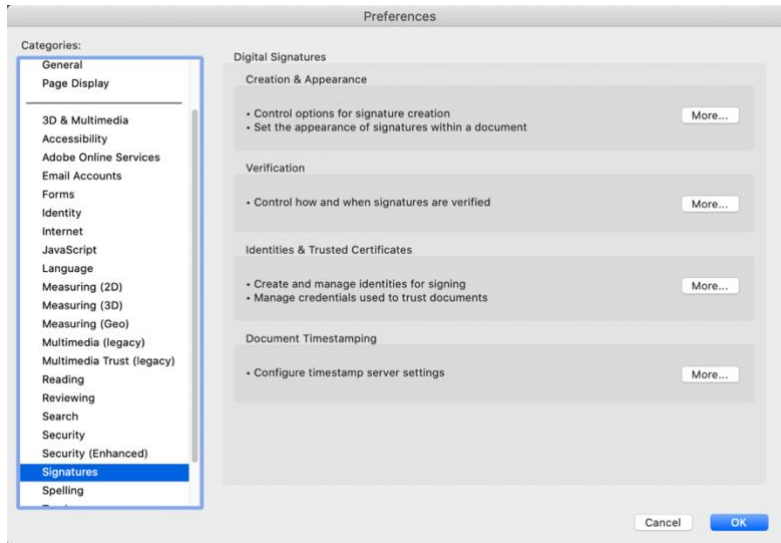 Preferences
Categories:
General
Page Display
3D & Multimedia
Accessibility
Adobe Online Services
Email Accounts
Forms
Identity
Internet
JavaScript
Language
Measuring (2D)
Measuring (3D)
Measuring (Geo)
Multimedia (legacy)
Multimedia Trust (legacy)
Reading
Reviewing
Search
Security
Security (Enhanced)
Signatures
Spelling
Digital Signatures
Creation & Appearance
• Control options for signature creation
• Set the appearance of signatures within a document
More...
Verification
• Control how and when signatures are verified
More...
Identities & Trusted Certificates
• Create and manage identities for signing
• Manage credentials used to trust documents
More...
Document Timestamping
• Configure timestamp server settings
More...
Cancel
OK